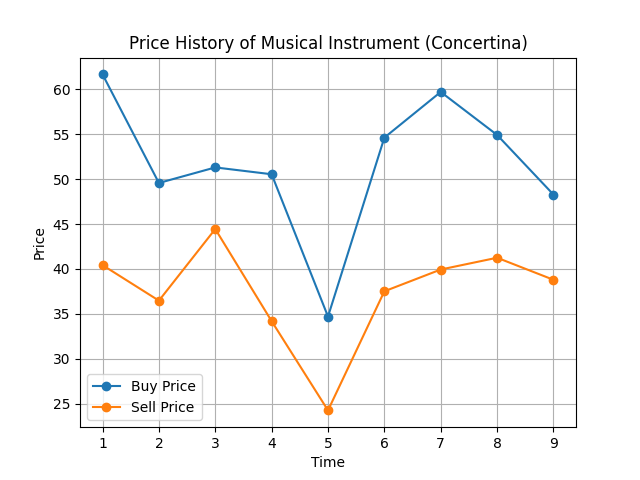 Price History of Musical Instrument (Concertina)
60
55
50
45
40
35
30
25
Price
Buy Price
Sell Price
1 2 3 4 5 6 7 8 9
Time